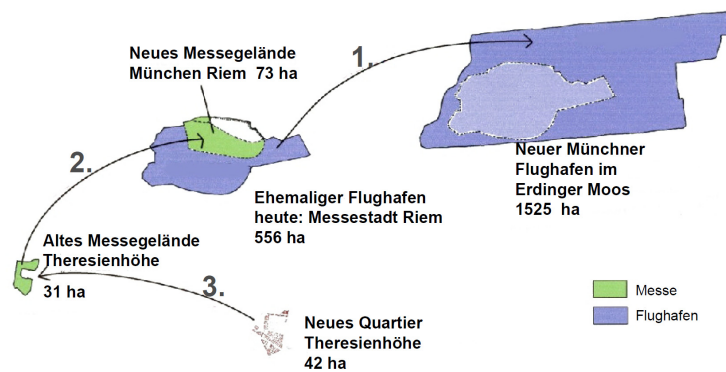 Neues Messegelände
München Riem 73 ha
1.
2.
Neuer Münchner
Flughafen im
Erdinger Moos
1525 ha
Ehemaliger Flughafen
heute: Messestadt Riem
556 ha
Altes Messegelände
Theresienhöhe
31 ha
3.
Neues Quartier
Theresienhöhe
42 ha
Messe
Flughafen